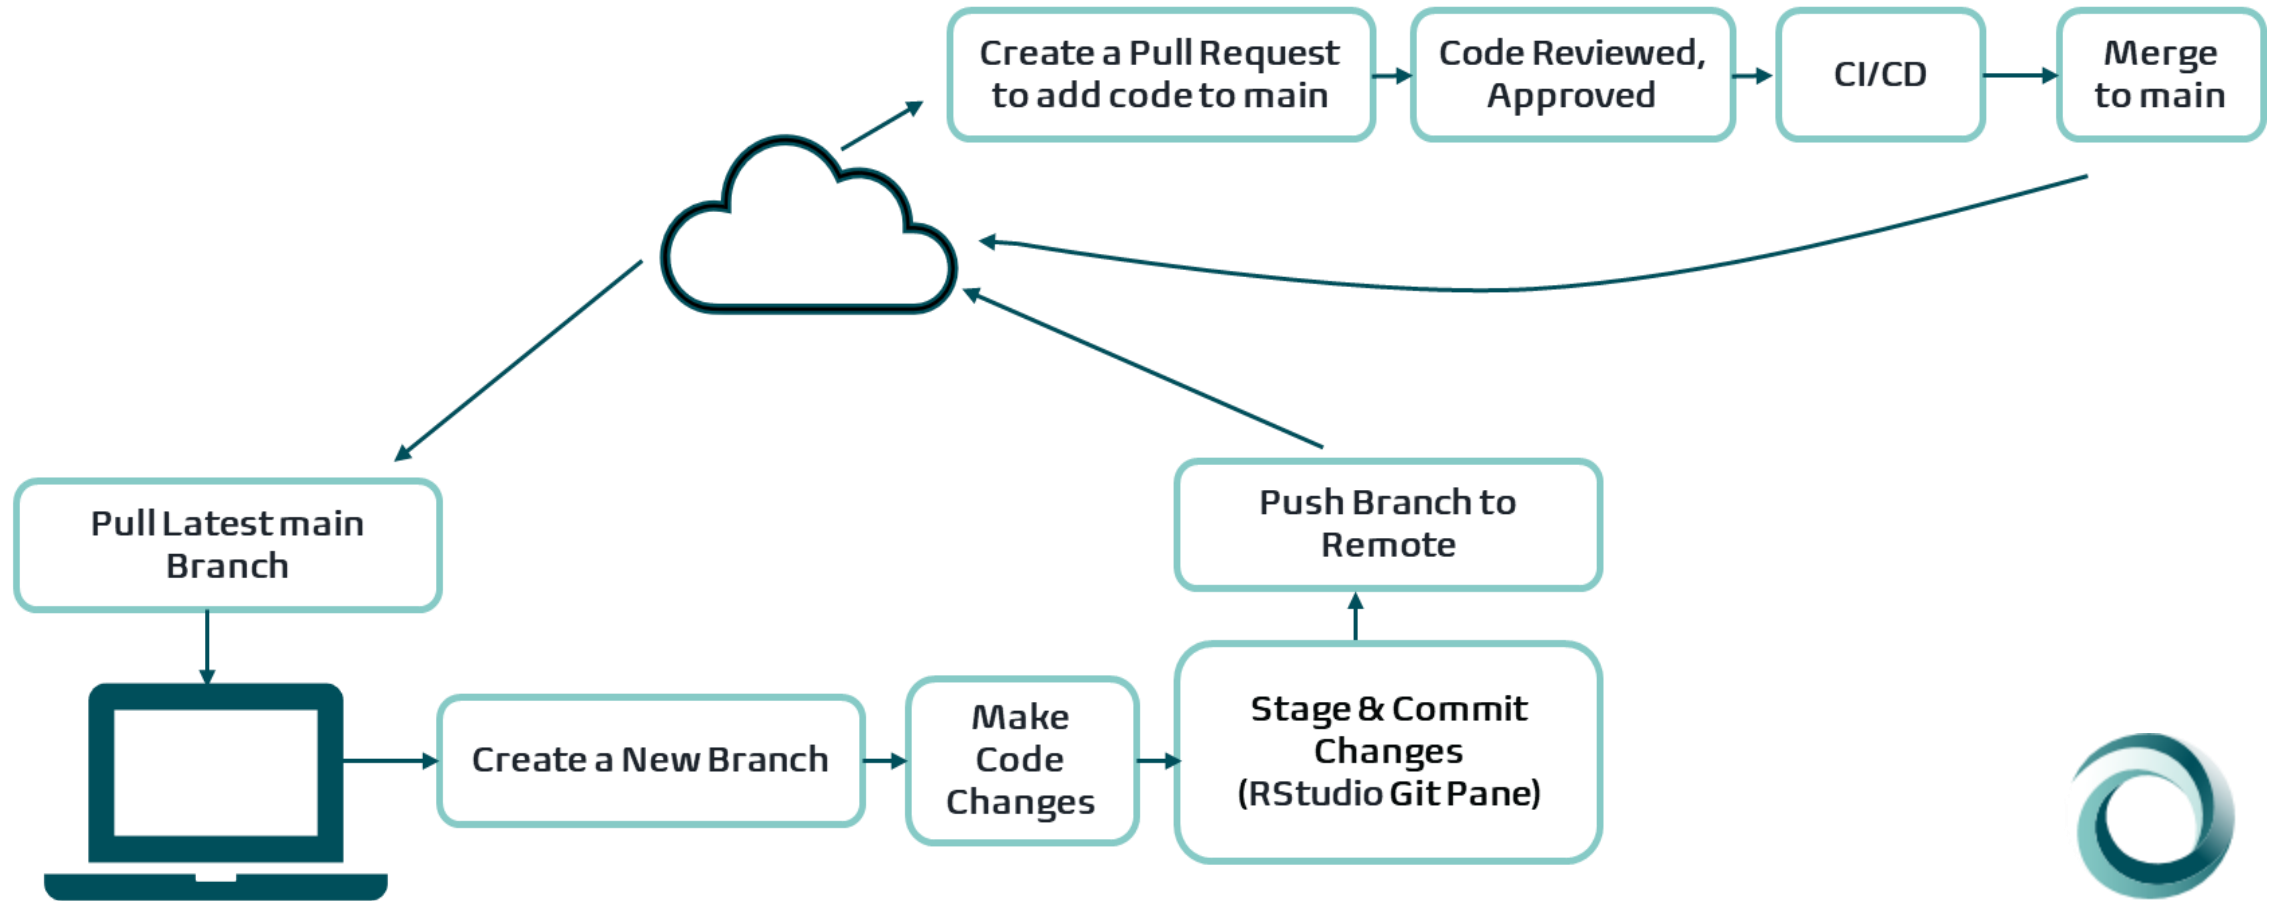 Create a Pull Request
to add code to main
Code Reviewed,
Approved
CI/CD
Merge
to main
Pull Latest main
Branch
Push Branch to
Remote
Create a New Branch
Make
Code
Changes
Stage & Commit
Changes
(RStudio Git Pane)